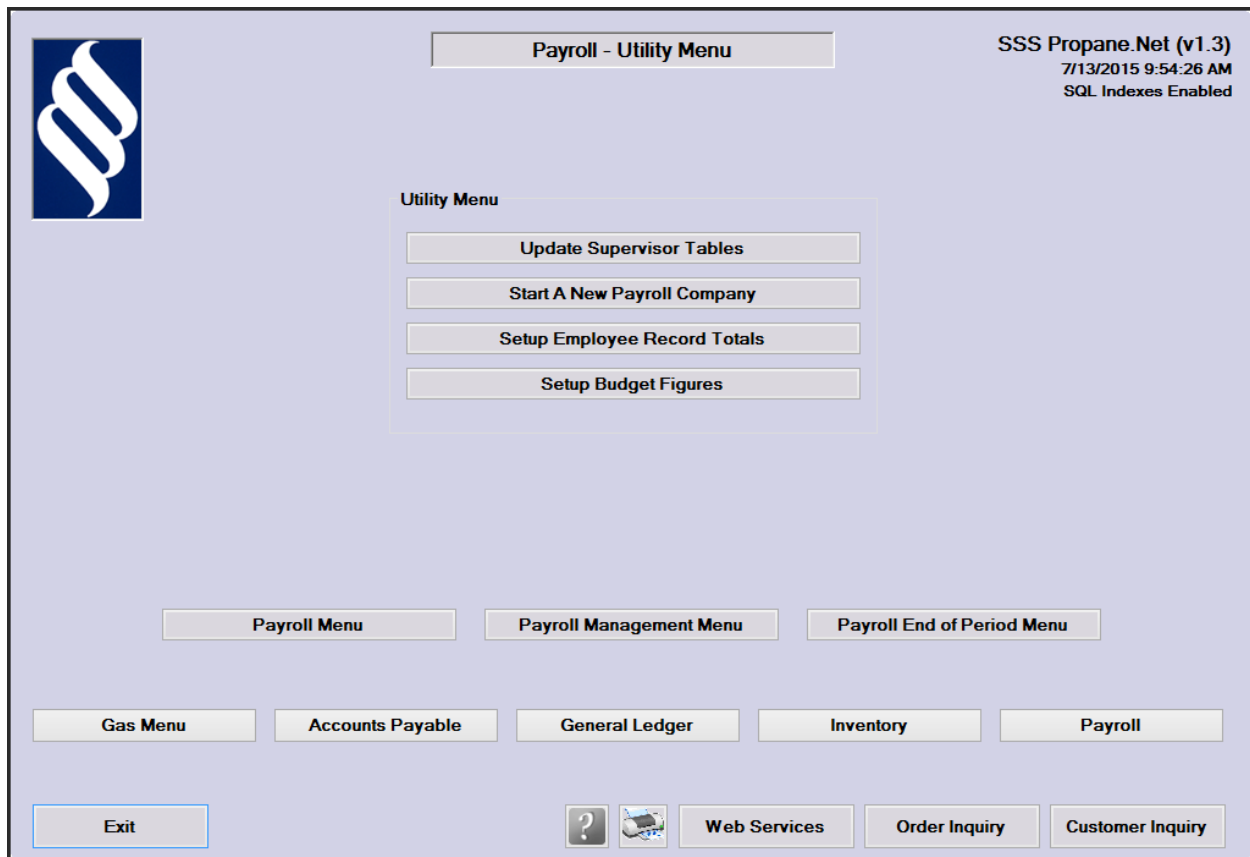 Payroll - Utility Menu
SSS Propane.Net (v1.3)
7/13/2015 9:54:26 AM
SQL Indexes Enabled
Utility Menu
Update Supervisor Tables
Start A New Payroll Company
Setup Employee Record Totals
Setup Budget Figures
Payroll Menu
Payroll Management Menu
Payroll End of Period Menu
Gas Menu
Accounts Payable
General Ledger
Inventory
Payroll
Exit
?
Web Services
Order Inquiry
Customer Inquiry